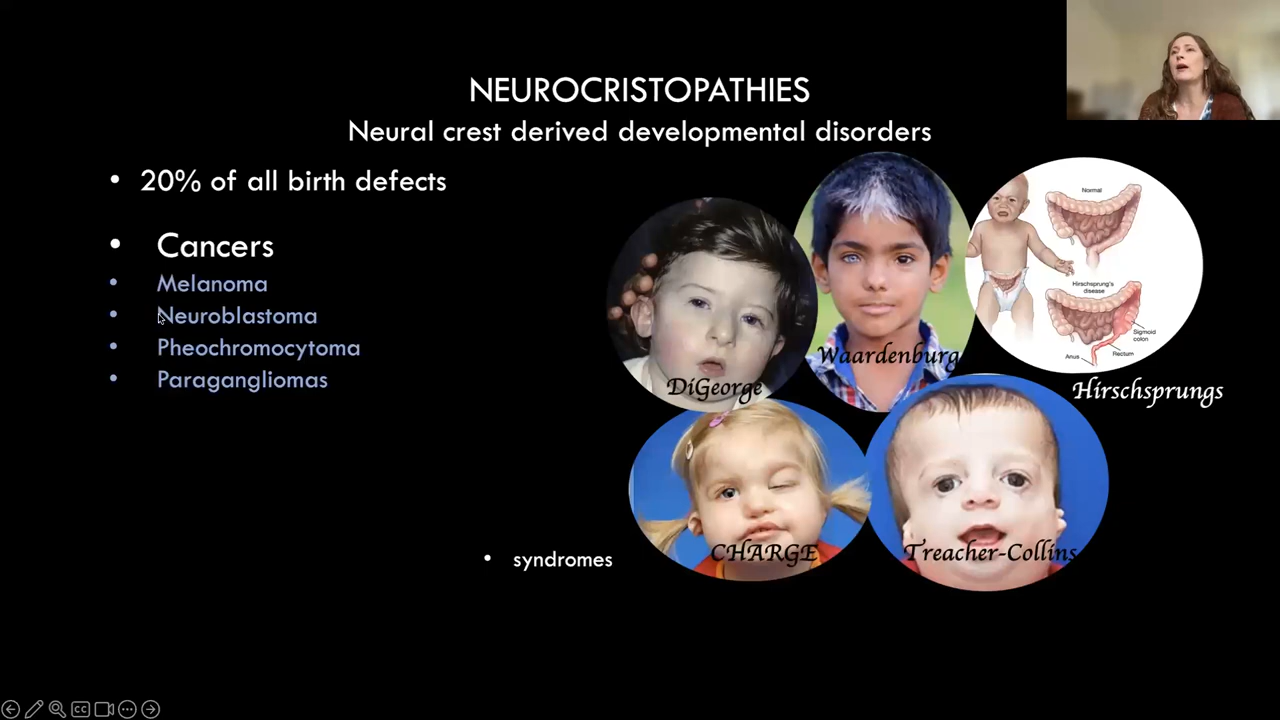 NEUROCRISTOPATHIES
Neural crest derived developmental disorders
• 20% of all birth defects
• Cancers
• Melanoma
• Neuroblastoma
• Pheochromocytoma
• Paragangliomas
DiGeorge
Waardenburg
Normal
Hirschsprung's
disease
Sigmoid
colon
Anus
Rectum
Hirschsprungs
CHARGE
Treacher-Collins
• syndromes
CC